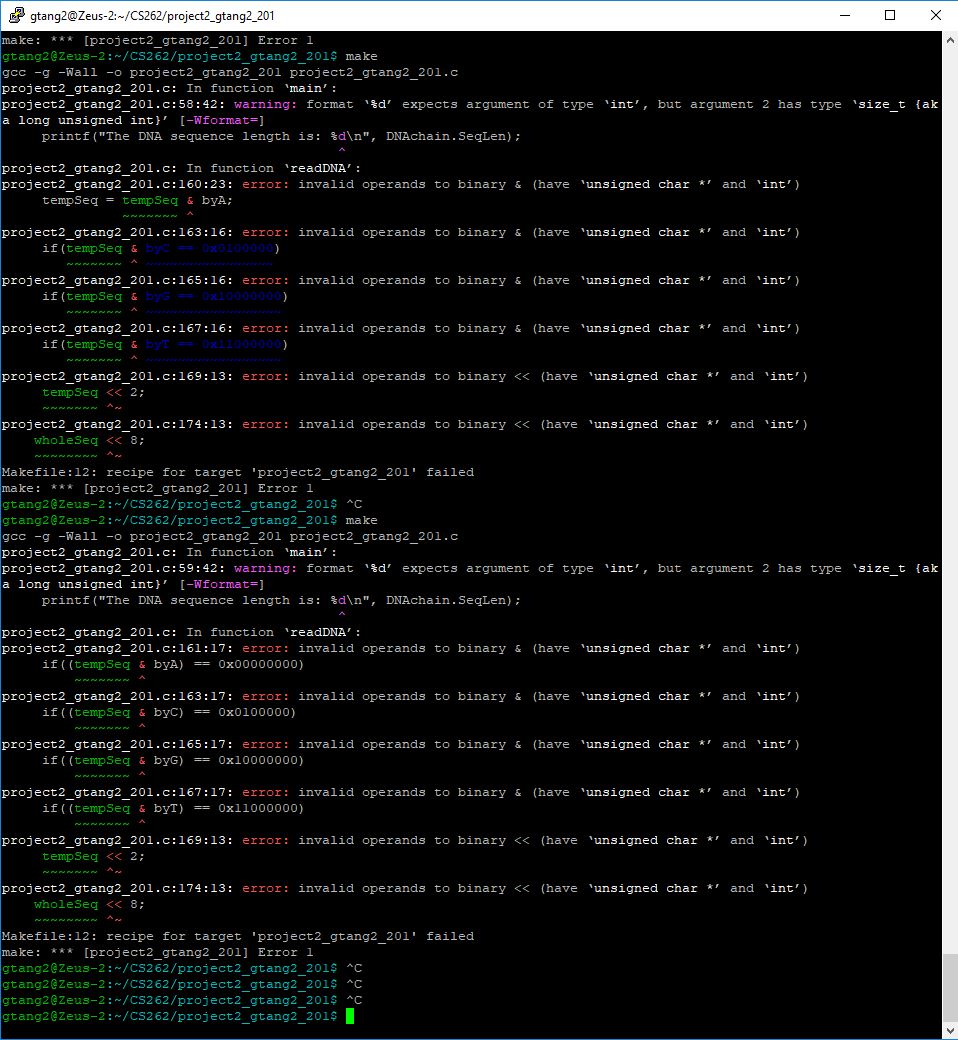 gtang2@Zeus-2:~/CS262/project2_gtang2_201
make: *** [project2_gtang2_201] Error 1
gtang2@Zeus-2:~/CS262/project2_gtang2_201$ make
gcc -g -Wall -o project2_gtang2_201 project2_gtang2_201.c
project2_gtang2_201.c: In function ‘main’:
project2_gtang2_201.c:58:42: warning: format ‘%d’ expects argument of type ‘int’, but argument 2 has type ‘size_t {ak
a long unsigned int}’ [-Wformat=]
     printf("The DNA sequence length is: %d\n", DNAchain.SeqLen);
                                          ^
project2_gtang2_201.c: In function ‘readDNA’:
project2_gtang2_201.c:160:23: error: invalid operands to binary & (have ‘unsigned char *’ and ‘int’)
     tempSeq = tempSeq & byA;
               ~~~~~~~ ^
project2_gtang2_201.c:163:16: error: invalid operands to binary & (have ‘unsigned char *’ and ‘int’)
     if(tempSeq & byC == 0x0100000)
        ~~~~~~~ ^ ~~~~~~~~~~~~~~~~
project2_gtang2_201.c:165:16: error: invalid operands to binary & (have ‘unsigned char *’ and ‘int’)
     if(tempSeq & byG == 0x10000000)
        ~~~~~~~ ^ ~~~~~~~~~~~~~~~~~
project2_gtang2_201.c:167:16: error: invalid operands to binary & (have ‘unsigned char *’ and ‘int’)
     if(tempSeq & byT == 0x11000000)
        ~~~~~~~ ^ ~~~~~~~~~~~~~~~~~
project2_gtang2_201.c:169:13: error: invalid operands to binary << (have ‘unsigned char *’ and ‘int’)
     tempSeq << 2;
     ~~~~~~~ ^~
project2_gtang2_201.c:174:13: error: invalid operands to binary << (have ‘unsigned char *’ and ‘int’)
    wholeSeq << 8;
    ~~~~~~~~ ^~
Makefile:12: recipe for target 'project2_gtang2_201' failed
make: *** [project2_gtang2_201] Error 1
gtang2@Zeus-2:~/CS262/project2_gtang2_201$ ^C
gtang2@Zeus-2:~/CS262/project2_gtang2_201$ make
gcc -g -Wall -o project2_gtang2_201 project2_gtang2_201.c
project2_gtang2_201.c: In function ‘main’:
project2_gtang2_201.c:59:42: warning: format ‘%d’ expects argument of type ‘int’, but argument 2 has type ‘size_t {ak
a long unsigned int}’ [-Wformat=]
     printf("The DNA sequence length is: %d\n", DNAchain.SeqLen);
                                          ^
project2_gtang2_201.c: In function ‘readDNA’:
project2_gtang2_201.c:161:17: error: invalid operands to binary & (have ‘unsigned char *’ and ‘int’)
     if((tempSeq & byA) == 0x00000000)
         ~~~~~~~ ^
project2_gtang2_201.c:163:17: error: invalid operands to binary & (have ‘unsigned char *’ and ‘int’)
     if((tempSeq & byC) == 0x0100000)
         ~~~~~~~ ^
project2_gtang2_201.c:165:17: error: invalid operands to binary & (have ‘unsigned char *’ and ‘int’)
     if((tempSeq & byG) == 0x10000000)
         ~~~~~~~ ^
project2_gtang2_201.c:167:17: error: invalid operands to binary & (have ‘unsigned char *’ and ‘int’)
     if((tempSeq & byT) == 0x11000000)
         ~~~~~~~ ^
project2_gtang2_201.c:169:13: error: invalid operands to binary << (have ‘unsigned char *’ and ‘int’)
     tempSeq << 2;
     ~~~~~~~ ^~
project2_gtang2_201.c:174:13: error: invalid operands to binary << (have ‘unsigned char *’ and ‘int’)
    wholeSeq << 8;
    ~~~~~~~~ ^~
Makefile:12: recipe for target 'project2_gtang2_201' failed
make: *** [project2_gtang2_201] Error 1
gtang2@Zeus-2:~/CS262/project2_gtang2_201$ ^C
gtang2@Zeus-2:~/CS262/project2_gtang2_201$ ^C
gtang2@Zeus-2:~/CS262/project2_gtang2_201$ ^C
gtang2@Zeus-2:~/CS262/project2_gtang2_201$